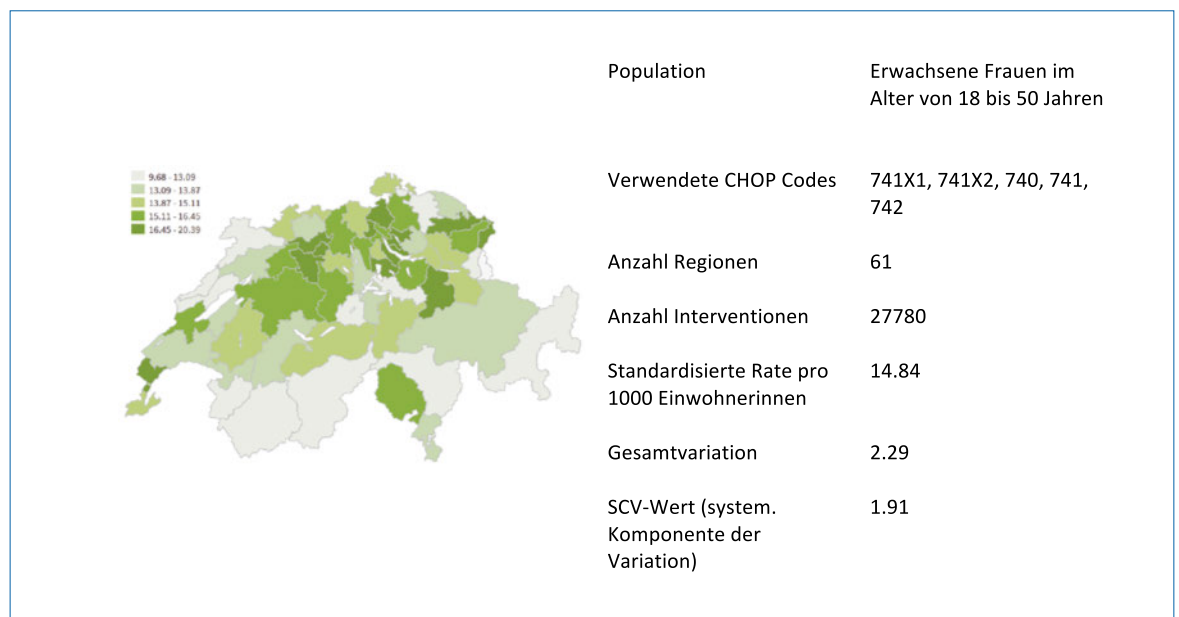 Population
Erwachsene Frauen im
Alter von 18 bis 50 Jahren
9.68 - 13.09
13.09 - 13.87
13.87 - 15.11
15.11 - 16.45
16.45 - 20.39
Verwendete CHOP Codes
741X1, 741X2, 740, 741,
742
Anzahl Regionen
61
Anzahl Interventionen
27780
Standardisierte Rate pro
1000 Einwohnerinnen
14.84
Gesamtvariation
2.29
SCV-Wert (system.
Komponente der
Variation)
1.91